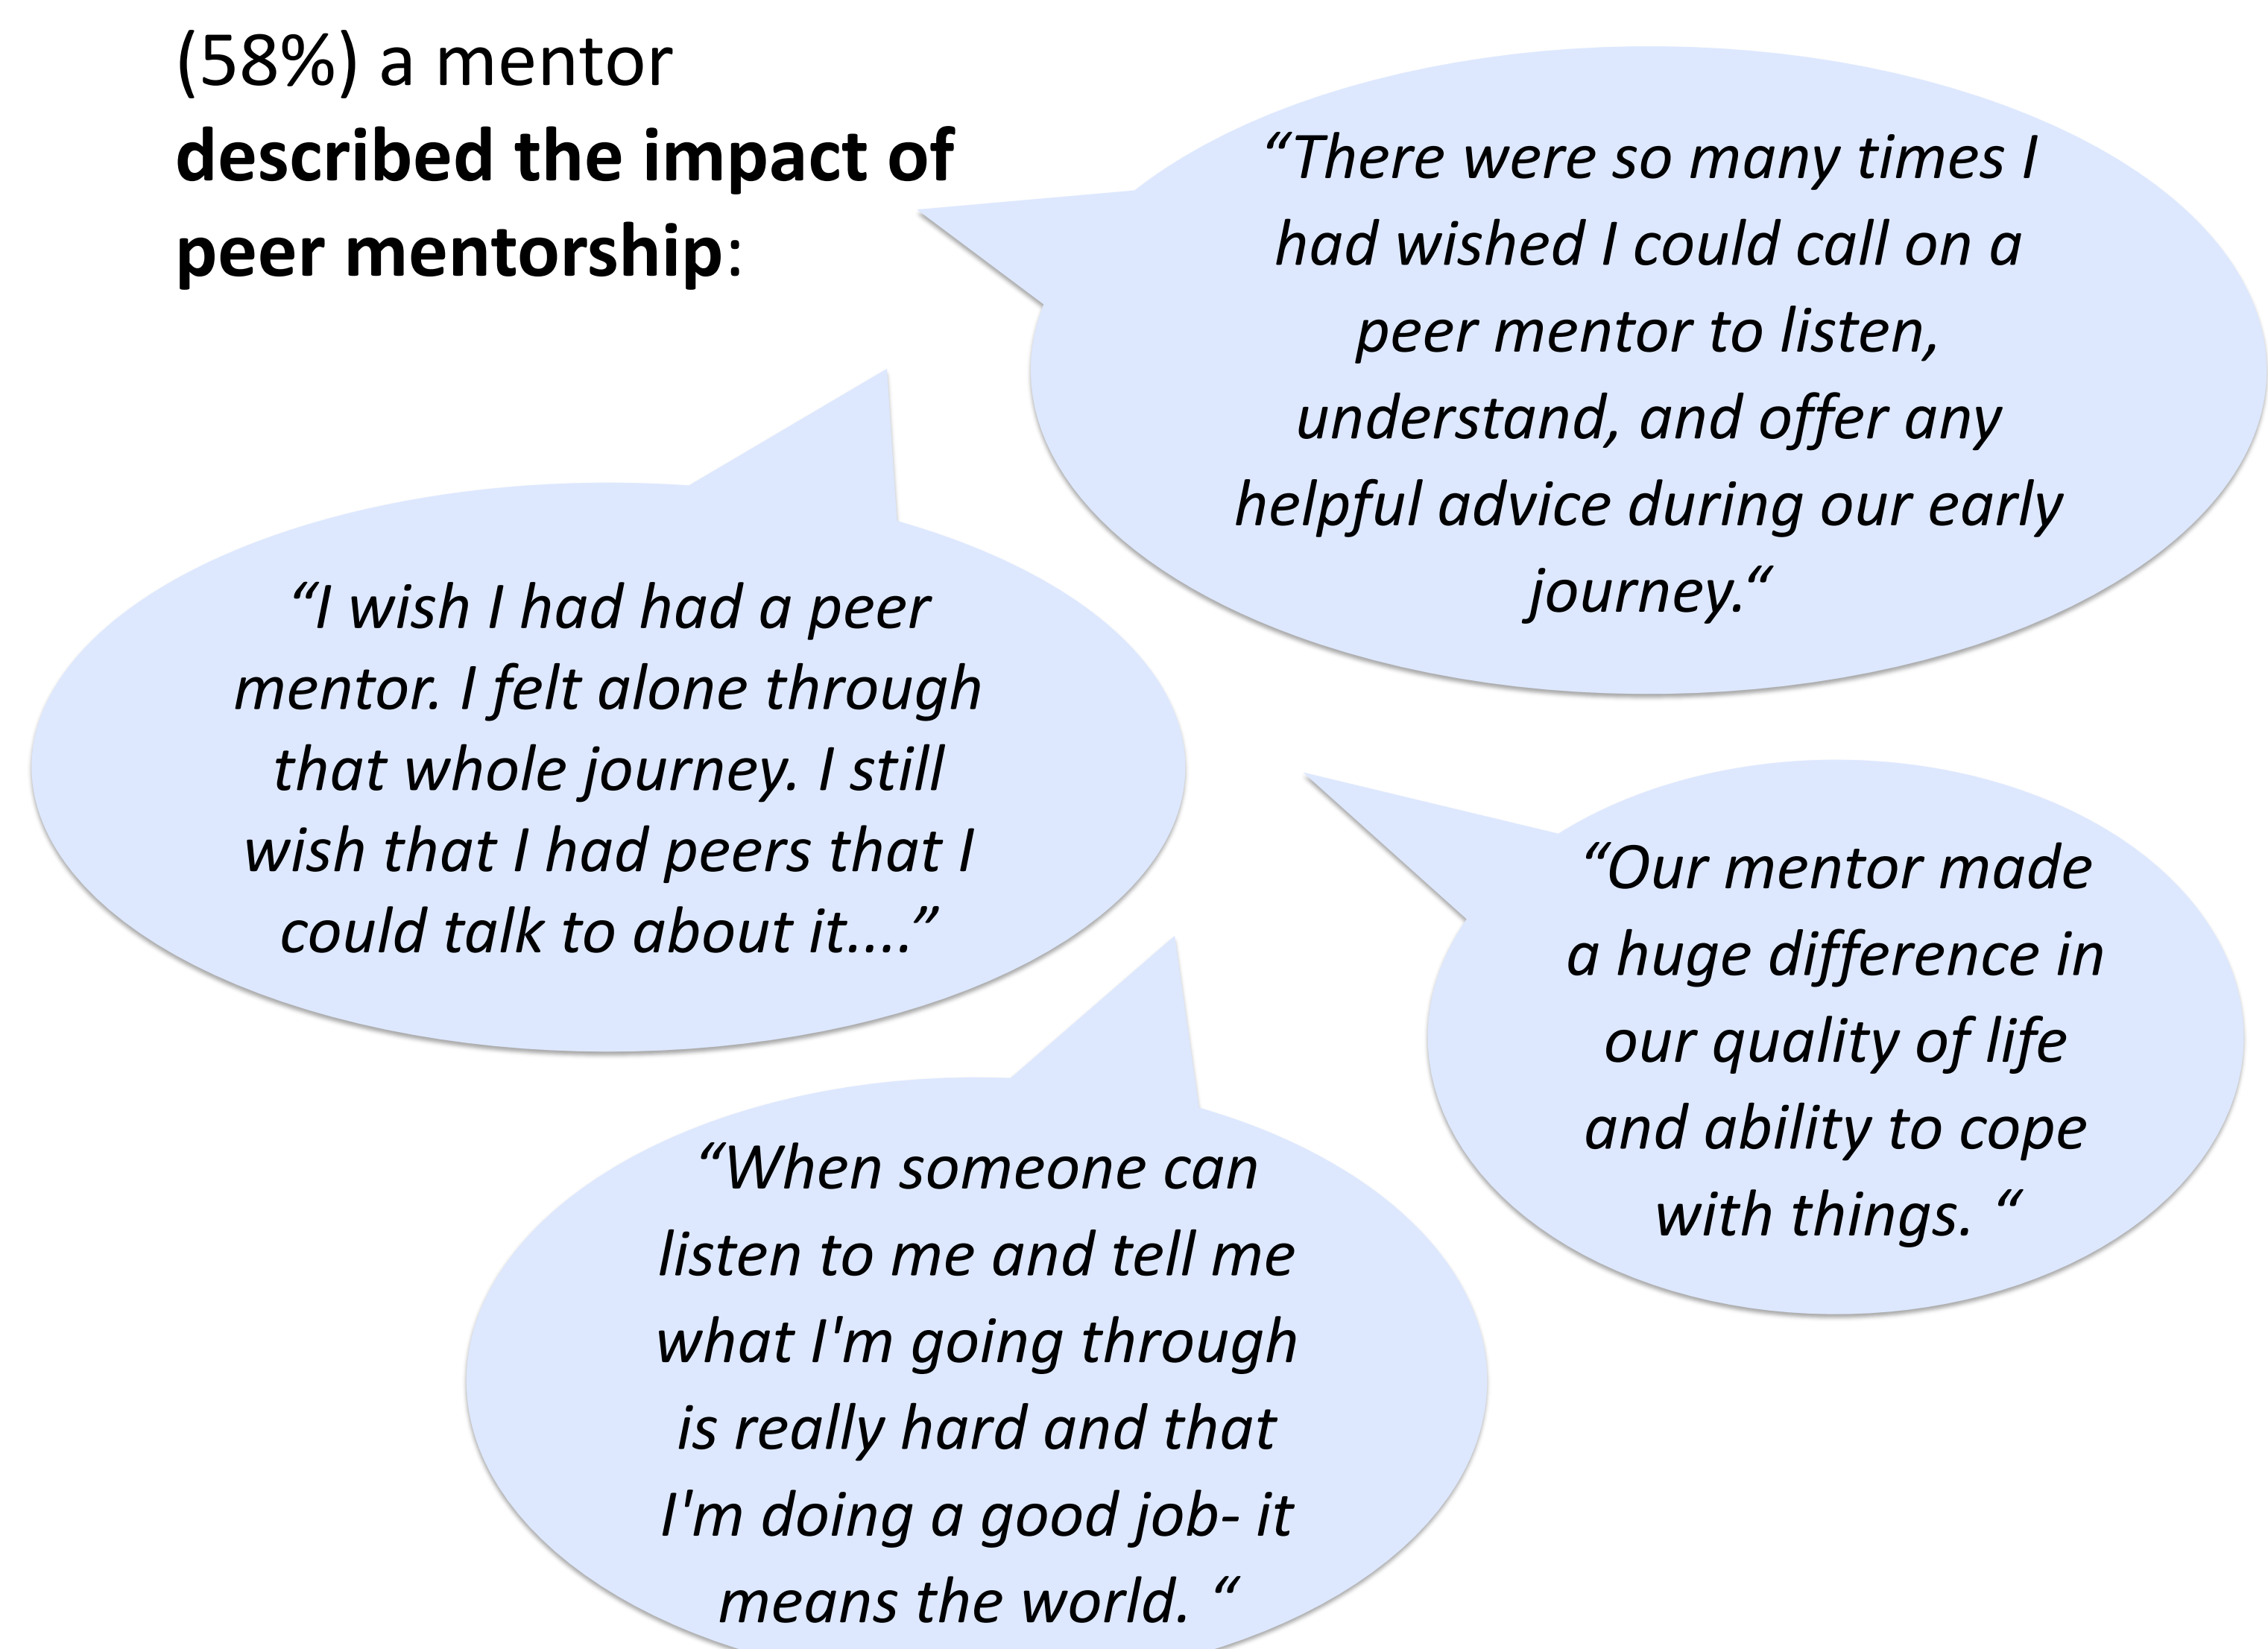 (58%) a mentor
described the impact of
peer mentorship:
“There were so many times I
had wished I could call on a
peer mentor to listen,
understand, and offer any
helpful advice during our early
journey.“
“I wish I had had a peer
mentor. I felt alone through
that whole journey. I still
wish that I had peers that I
could talk to about it....”
“Our mentor made
a huge difference in
our quality of life
and ability to cope
with things. “
“When someone can
listen to me and tell me
what I'm going through
is really hard and that
I'm doing a good job- it
means the world. “